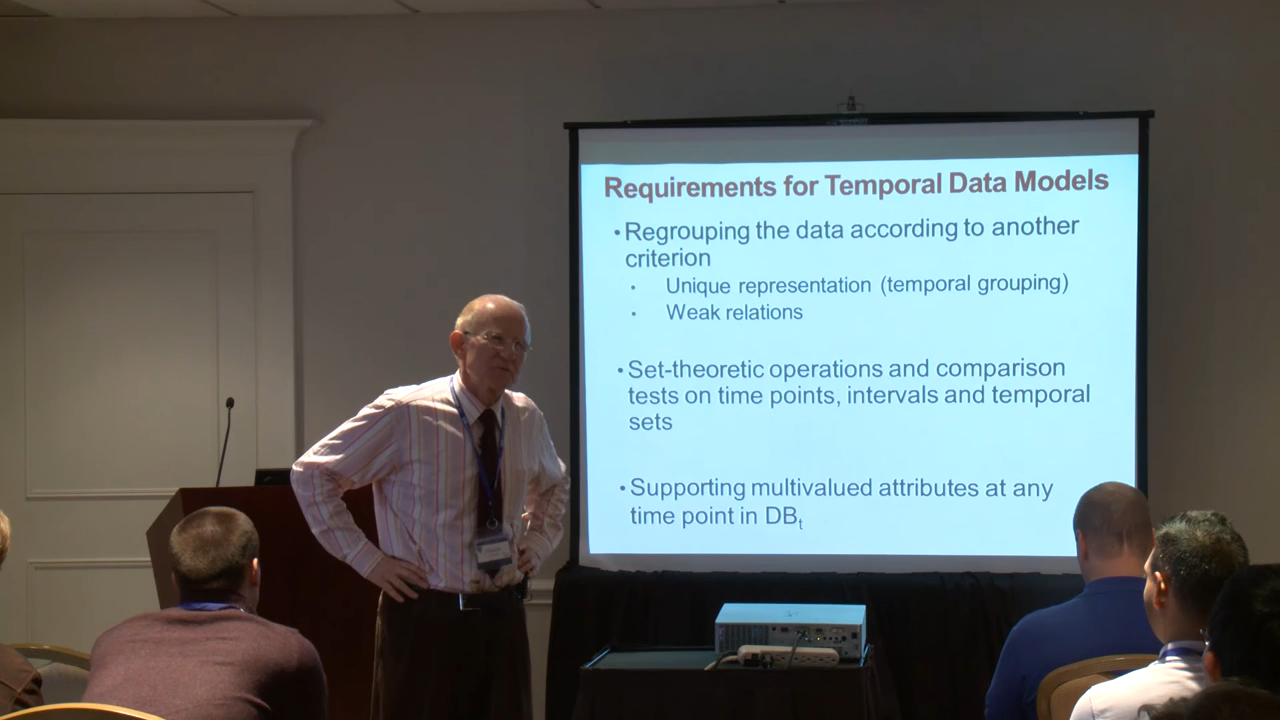 Requirements for Temporal Data Models
•Regrouping the data according to another
criterion
• Unique representation (temporal grouping)
• Weak relations
•Set-theoretic operations and comparison
tests on time points, intervals and temporal
sets
•Supporting multivalued attributes at any
time point in DBt